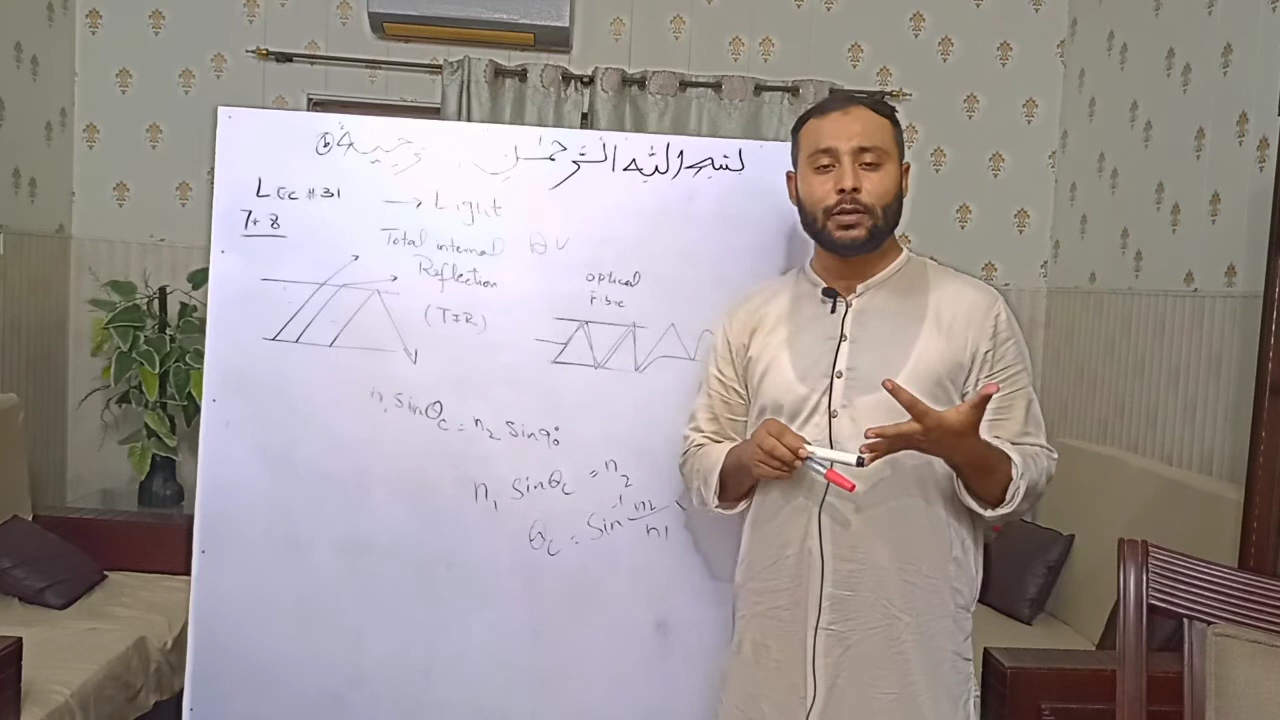 بسم اللہ الرحمٰن
Lec # 31
7+8
→ Light
Total internal
Reflection
(TIR)
optical
Fibre
n₁ Sinθc = n₂ Sin90°
n₁ Sinθc = n₂
θc = Sin⁻¹ n₂/n₁